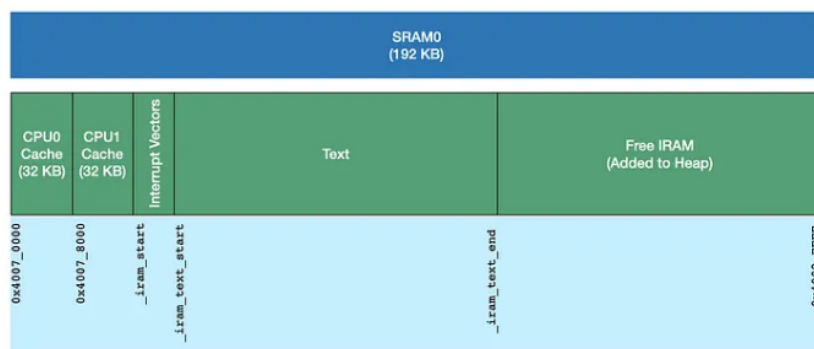 SRAM0
(192 KB)
CPU0
Cache
(32 KB)
CPU1
Cache
(32 KB)
Interrupt Vectors
Text
Free IRAM
(Added to Heap)
0x4007_0000
0x4007_8000
_iram_start
_iram_text_start
_iram_text_end